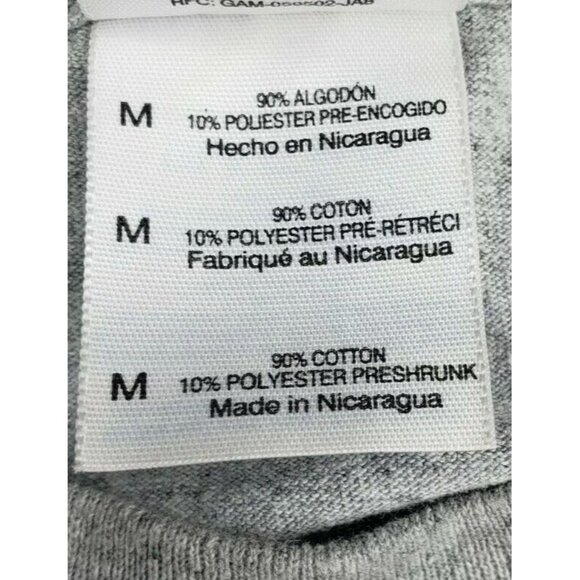 90% ALGODÓN
M 10% POLIESTER PRE-ENCOGIDO
Hecho en Nicaragua
90% COTON
M 10% POLYESTER PRÉ-RÉTRÉCI
Fabriqué au Nicaragua
90% COTTON
M 10% POLYESTER PRESHRUNK
Made in Nicaragua